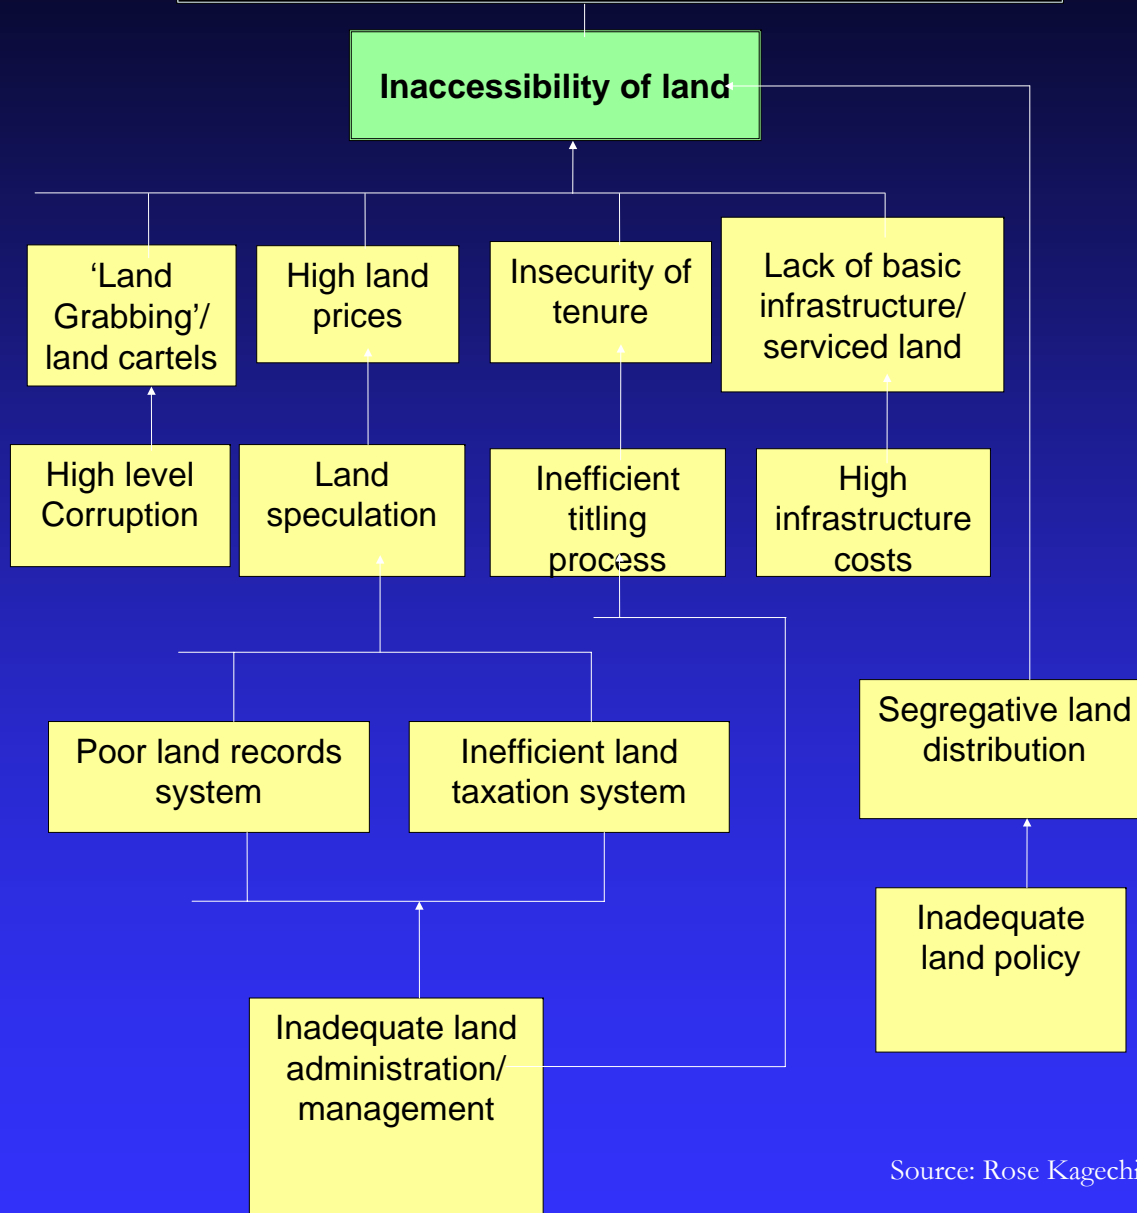 Inaccessibility of land
‘Land
Grabbing’/
land cartels
High land
prices
Insecurity of
tenure
Lack of basic
infrastructure/
serviced land
High level
Corruption
Land
speculation
Inefficient
titling
process
High
infrastructure
costs
Poor land records
system
Inefficient land
taxation system
Segregative land
distribution
Inadequate
land policy
Inadequate land
administration/
management
Source: Rose Kagechi